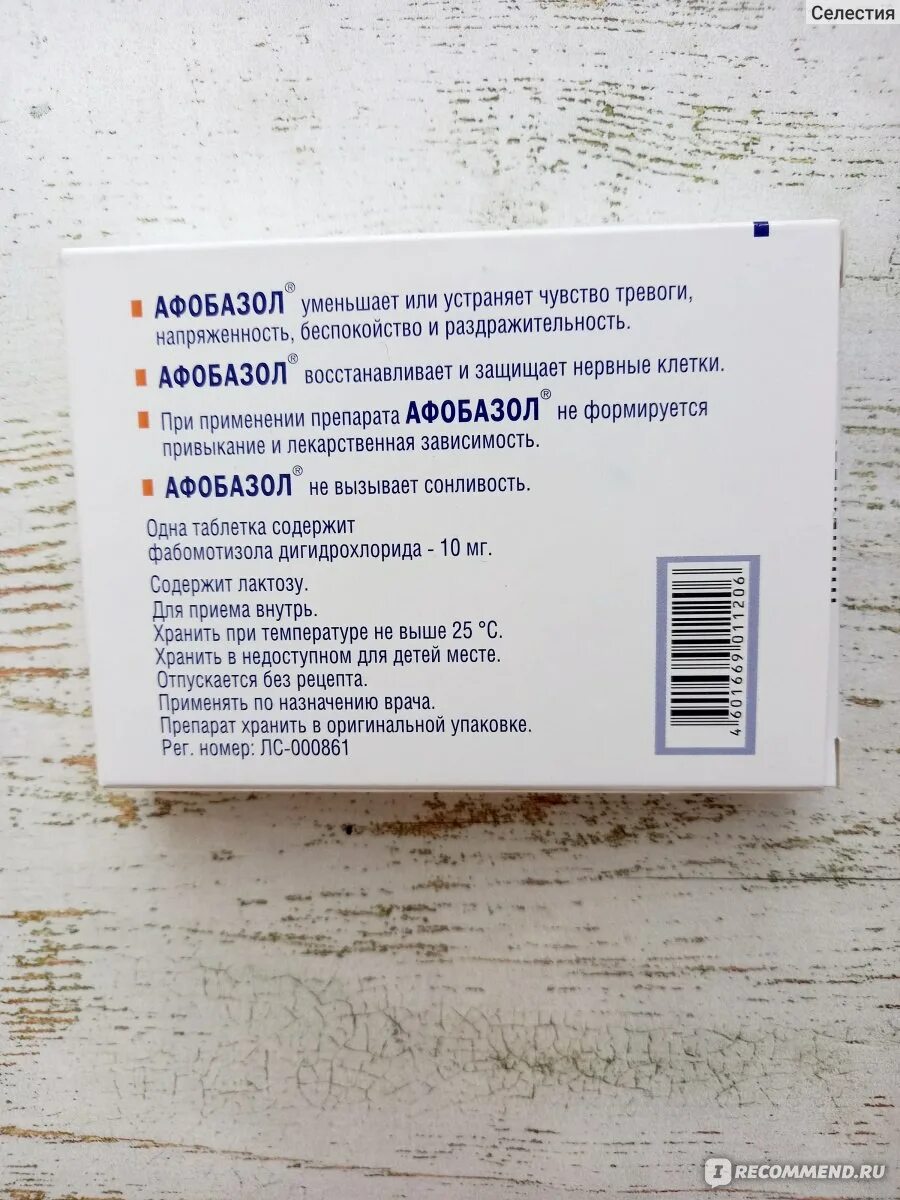 Селестия
АФОБАЗОЛ® уменьшает или устраняет чувство тревоги,
напряженность, беспокойство и раздражительность.
АФОБАЗОЛ® восстанавливает и защищает нервные клетки.
При применении препарата АФОБАЗОЛ® не формируется
привыкание и лекарственная зависимость.
АФОБАЗОЛ® не вызывает сонливость.
Одна таблетка содержит
фабомотизола дигидрохлорида - 10 мг.
Содержит лактозу.
Для приема внутрь.
Хранить при температуре не выше 25 °С.
Хранить в недоступном для детей месте.
Отпускается без рецепта.
Применять по назначению врача.
Препарат хранить в оригинальной упаковке.
Рег. номер: ЛС-000861
4 601669 011206
IRECOMMEND.RU